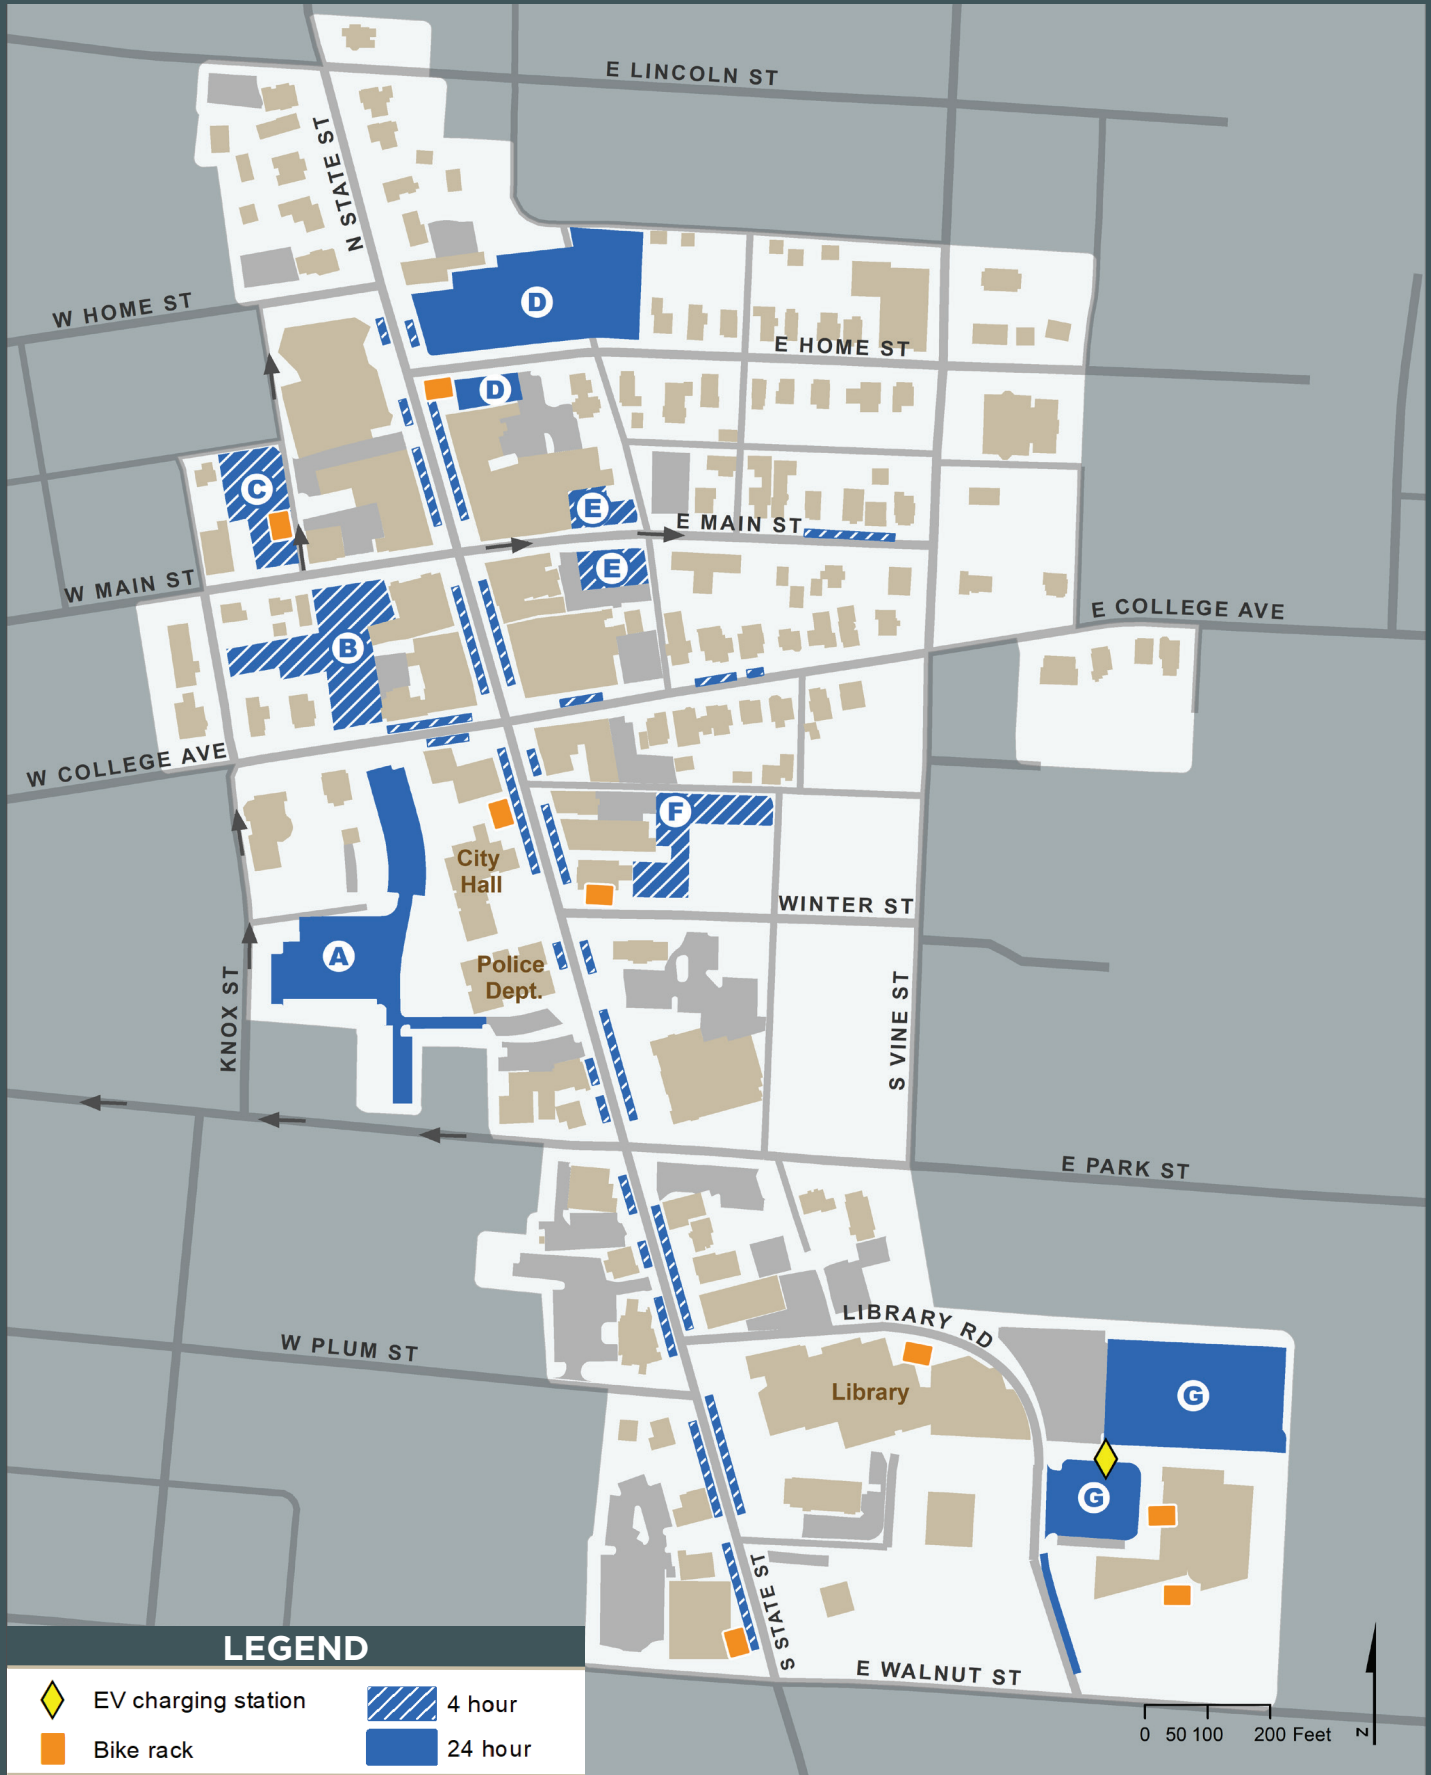 E LINCOLN ST
N STATE ST
W HOME ST
D
E HOME ST
D
C
E
E MAIN ST
W MAIN ST
E
E COLLEGE AVE
B
W COLLEGE AVE
F
City
Hall
WINTER ST
A
Police
Dept.
KNOX ST
S VINE ST
E PARK ST
LIBRARY RD
W PLUM ST
Library
G
G
S STATE ST
E WALNUT ST
LEGEND
EV charging station
4 hour
Bike rack
24 hour
0 50 100 200 Feet
N